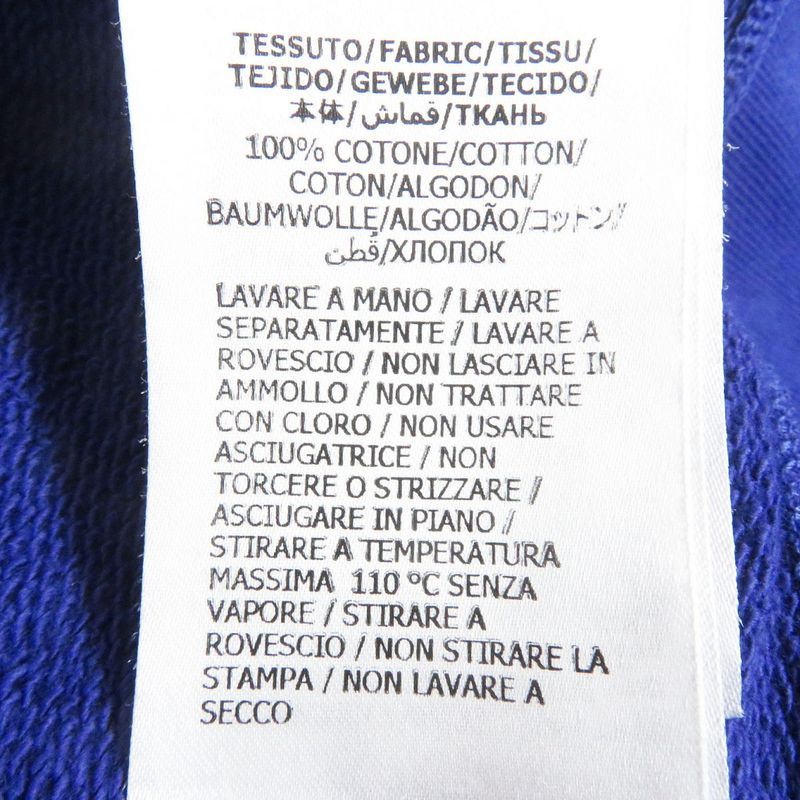 TESSUTO/FABRIC/TISSU/
TEJIDO/GEWEBE/TECIDO/
本体/قماش/ТКАНЬ
100% COTONE/COTTON/
COTON/ALGODON/
BAUMWOLLE/ALGODÃO/コットン/
قطن/ХЛОПОК
LAVARE A MANO / LAVARE
SEPARATAMENTE / LAVARE A
ROVESCIO / NON LASCIARE IN
AMMOLLO / NON TRATTARE
CON CLORO / NON USARE
ASCIUGATRICE / NON
TORCERE O STRIZZARE /
ASCIUGARE IN PIANO /
STIRARE A TEMPERATURA
MASSIMA 110 °C SENZA
VAPORE / STIRARE A
ROVESCIO / NON STIRARE LA
STAMPA / NON LAVARE A
SECCO